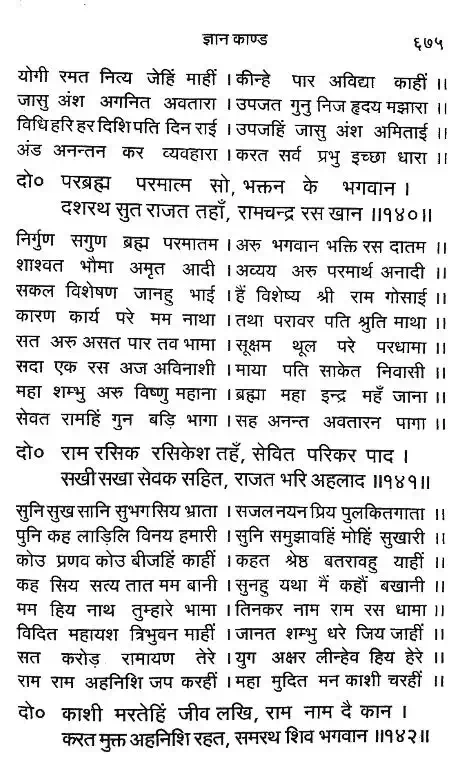 ज्ञान काण्ड ६७५
योगी रमत नित्य जेहिं माहीं । कीन्हे पार अविद्या काहीं ॥
जासु अंश अगनित अवतारा । उपजत गुनु निज हृदय मझारा ॥
विधि हरि हर दिशि पति दिन राई । उपजहिं जासु अंश अमिताई ॥
अंड अनन्तन कर व्यवहारा । करत सर्व प्रभु इच्छा धारा ॥
दो० परब्रह्म परमात्म सो, भक्तन के भगवान ।
दशरथ सुत राजत तहाँ, रामचन्द्र रस खान ॥१४०॥
निर्गुण सगुण ब्रह्म परमातम । अरु भगवान भक्ति रस दातम ॥
शाश्वत भौमा अमृत आदी । अव्यय अरु परमार्थ अनादी ॥
सकल विशेषण जानहु भाई । हैं विशेष्य श्री राम गोसाई ॥
कारण कार्य परे मम नाथा । तथा परावर पति श्रुति माथा ॥
सत अरु असत पार तव भामा । सूक्षम थूल परे परधामा ॥
सदा एक रस अज अविनाशी । माया पति साकेत निवासी ॥
महा शम्भु अरु विष्णु महाना । ब्रह्मा महा इन्द्र महँ जाना ॥
सेवत रामहिं गुन बड़ि भागा । सह अनन्त अवतारन पागा ॥
दो० राम रसिक रसिकेश तहँ, सेवित परिकर पाद ।
सखी सखा सेवक सहित, राजत भरि अहलाद ॥१४१॥
सुनि सुख सानि सुभग सिय भ्राता । सजल नयन प्रिय पुलकित गाता ॥
पुनि कह लाड़िलि विनय हमारी । सुनि समुझावहिं मोहिं सुखारी ॥
कोउ प्रणव कोउ बीजहिं काहीं । कहत श्रेष्ठ बतरावहु याहीं ॥
कह सिय सत्य तात मम बानी । सुनहु यथा मैं कहौं बखानी ॥
मम हिय नाथ तुम्हारे भामा । तिनकर नाम राम रस धामा ॥
विदित महायश त्रिभुवन माहीं । जानत शम्भु धरे जिय जाहीं ॥
सत करोड़ रामायण तेरे । युग अक्षर लीन्हेव हिय हेरे ॥
राम राम अहनिशि जप करहीं । महा मुदित मन काशी चरहीं ॥
दो० काशी मरतेहिं जीव लखि, राम नाम दै कान ।
करत मुक्त अहनिशि रहत, समरथ शिव भगवान ॥१४२॥